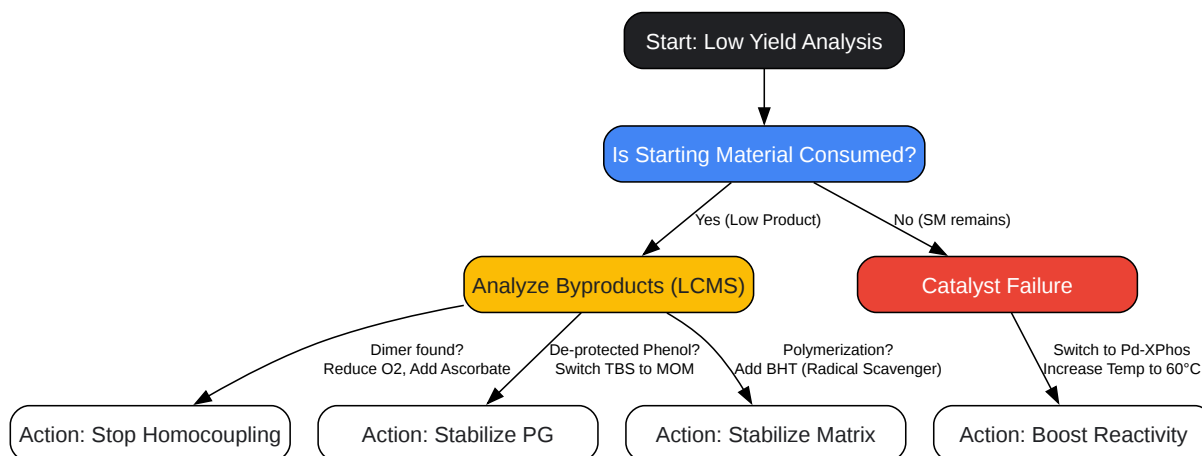 Start: Low Yield Analysis
Is Starting Material Consumed?
Yes (Low Product)
No (SM remains)
Analyze Byproducts (LCMS)
Catalyst Failure
Dimer found?
Reduce O2, Add Ascorbate
De-protected Phenol?
Switch TBS to MOM
Polymerization?
Add BHT (Radical Scavenger)
Switch to Pd-XPhos
Increase Temp to 60°C
Action: Stop Homocoupling
Action: Stabilize PG
Action: Stabilize Matrix
Action: Boost Reactivity